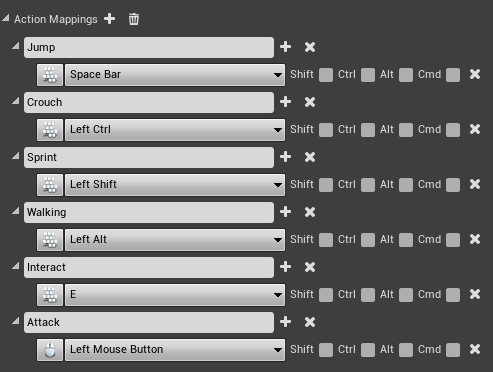 Action Mappings
Jump
Space Bar Shift Ctrl Alt Cmd
Crouch
Left Ctrl Shift Ctrl Alt Cmd
Sprint
Left Shift Shift Ctrl Alt Cmd
Walking
Left Alt Shift Ctrl Alt Cmd
Interact
E Shift Ctrl Alt Cmd
Attack
Left Mouse Button Shift Ctrl Alt Cmd